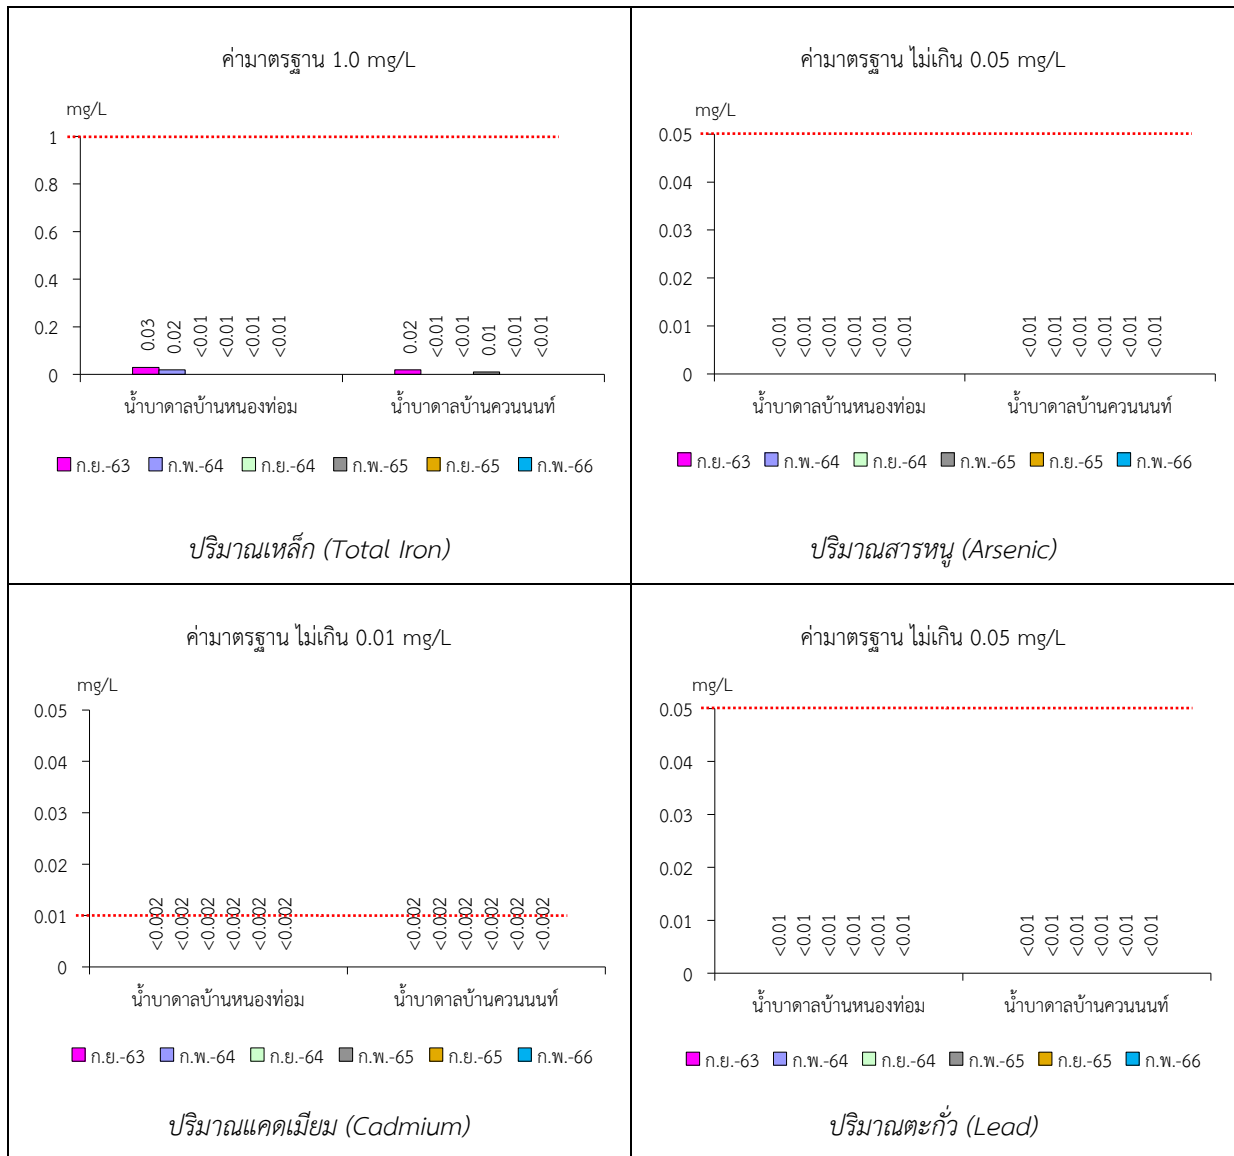 ค่ามาตรฐาน 1.0 mg/L
mg/L
1
0.8
0.6
0.4
0.2
0
0.03 0.02 <0.01 <0.01 <0.01 <0.01
0.02 <0.01 <0.01 0.01 <0.01 <0.01
น้ำบาดาลบ้านหนองท่อม น้ำบาดาลบ้านควนนนท์
ก.ย.-63 ก.พ.-64 ก.ย.-64 ก.พ.-65 ก.ย.-65 ก.พ.-66
ปริมาณเหล็ก (Total Iron)
ค่ามาตรฐาน ไม่เกิน 0.05 mg/L
mg/L
0.05
0.04
0.03
0.02
0.01
0
<0.01 <0.01 <0.01 <0.01 <0.01 <0.01
<0.01 <0.01 <0.01 <0.01 <0.01 <0.01
น้ำบาดาลบ้านหนองท่อม น้ำบาดาลบ้านควนนนท์
ก.ย.-63 ก.พ.-64 ก.ย.-64 ก.พ.-65 ก.ย.-65 ก.พ.-66
ปริมาณสารหนู (Arsenic)
ค่ามาตรฐาน ไม่เกิน 0.01 mg/L
mg/L
0.05
0.04
0.03
0.02
0.01
0
<0.002 <0.002 <0.002 <0.002 <0.002 <0.002
<0.002 <0.002 <0.002 <0.002 <0.002 <0.002
น้ำบาดาลบ้านหนองท่อม น้ำบาดาลบ้านควนนนท์
ก.ย.-63 ก.พ.-64 ก.ย.-64 ก.พ.-65 ก.ย.-65 ก.พ.-66
ปริมาณแคดเมียม (Cadmium)
ค่ามาตรฐาน ไม่เกิน 0.05 mg/L
mg/L
0.05
0.04
0.03
0.02
0.01
0
<0.01 <0.01 <0.01 <0.01 <0.01 <0.01
<0.01 <0.01 <0.01 <0.01 <0.01 <0.01
น้ำบาดาลบ้านหนองท่อม น้ำบาดาลบ้านควนนนท์
ก.ย.-63 ก.พ.-64 ก.ย.-64 ก.พ.-65 ก.ย.-65 ก.พ.-66
ปริมาณตะกั่ว (Lead)